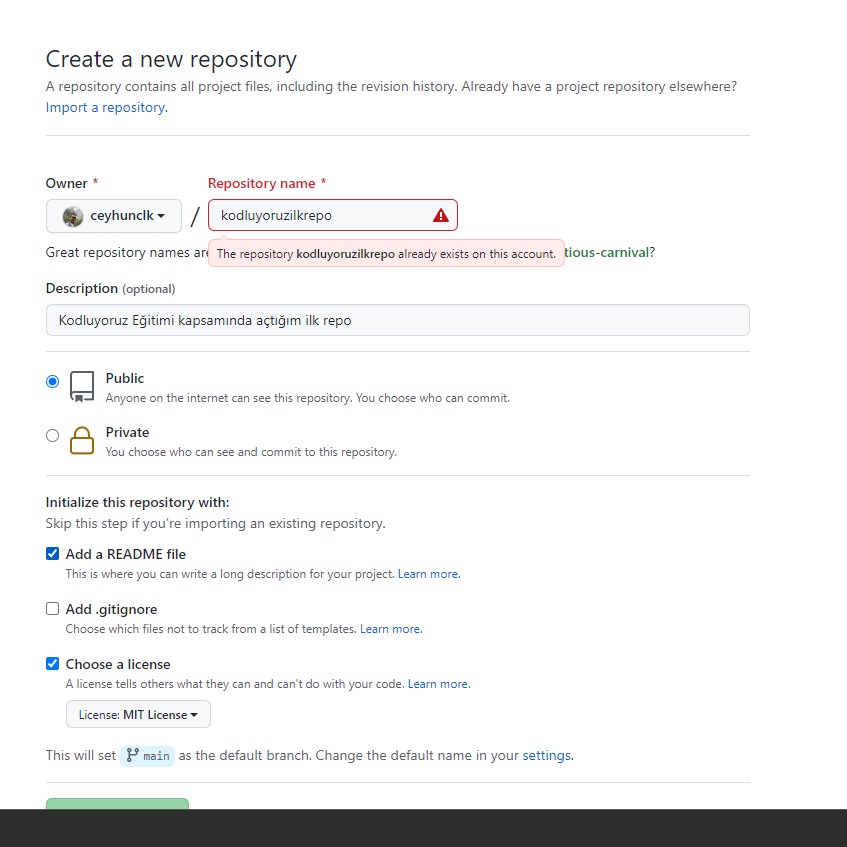 Create a new repository
A repository contains all project files, including the revision history. Already have a project repository elsewhere?
Import a repository.
Owner *
Repository name *
ceyhunclk
/
kodluyoruzilkrepo
Great repository names are
The repository kodluyoruzilkrepo already exists on this account.
tious-carnival?
Description (optional)
Kodluyoruz Eğitimi kapsamında açtığım ilk repo
Public
Anyone on the internet can see this repository. You choose who can commit.
Private
You choose who can see and commit to this repository.
Initialize this repository with:
Skip this step if you're importing an existing repository.
Add a README file
This is where you can write a long description for your project. Learn more.
Add .gitignore
Choose which files not to track from a list of templates. Learn more.
Choose a license
A license tells others what they can and can't do with your code. Learn more.
License: MIT License
This will set main as the default branch. Change the default name in your settings.